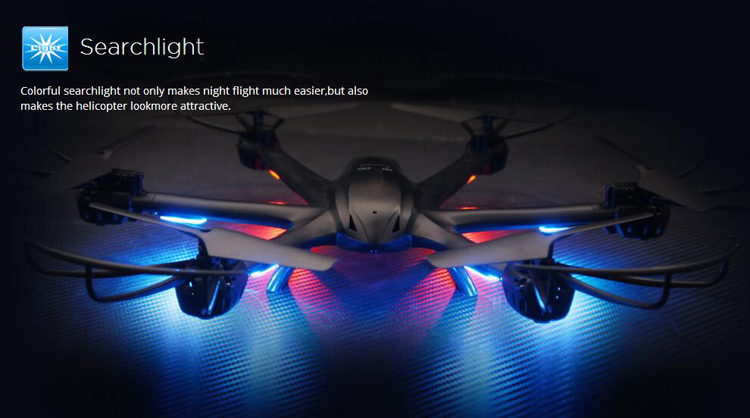 Light
Searchlight
Colorful searchlight not only makes night flight much easier,but also
makes the helicopter lookmore attractive.